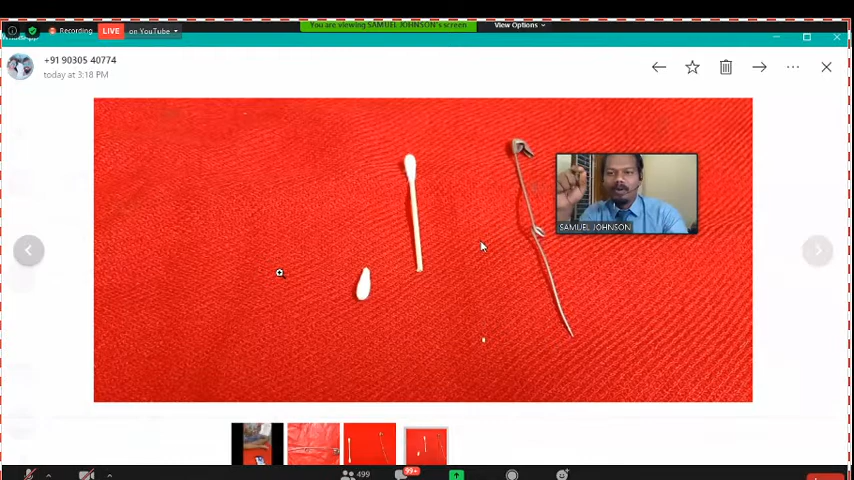 Recording
LIVE
on YouTube
You are viewing SAMUEL JOHNSON's screen
View Options
+91 90305 40774
today at 3:18 PM
SAMUEL JOHNSON
499
99+